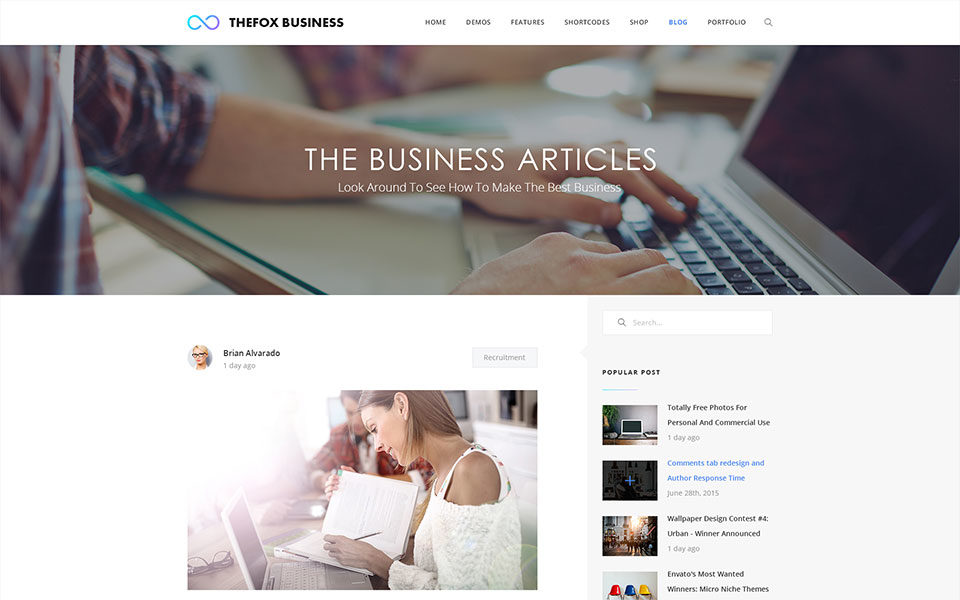 THEFOX BUSINESS
HOME DEMOS FEATURES SHORTCODES SHOP BLOG PORTFOLIO
THE BUSINESS ARTICLES
Look Around To See How To Make The Best Business
Search...
Brian Alvarado
1 day ago
Recruitment
POPULAR POST
Totally Free Photos For
Personal And Commercial Use
1 day ago
Comments tab redesign and
Author Response Time
June 28th, 2015
Wallpaper Design Contest #4:
Urban - Winner Announced
1 day ago
Envato's Most Wanted
Winners: Micro Niche Themes